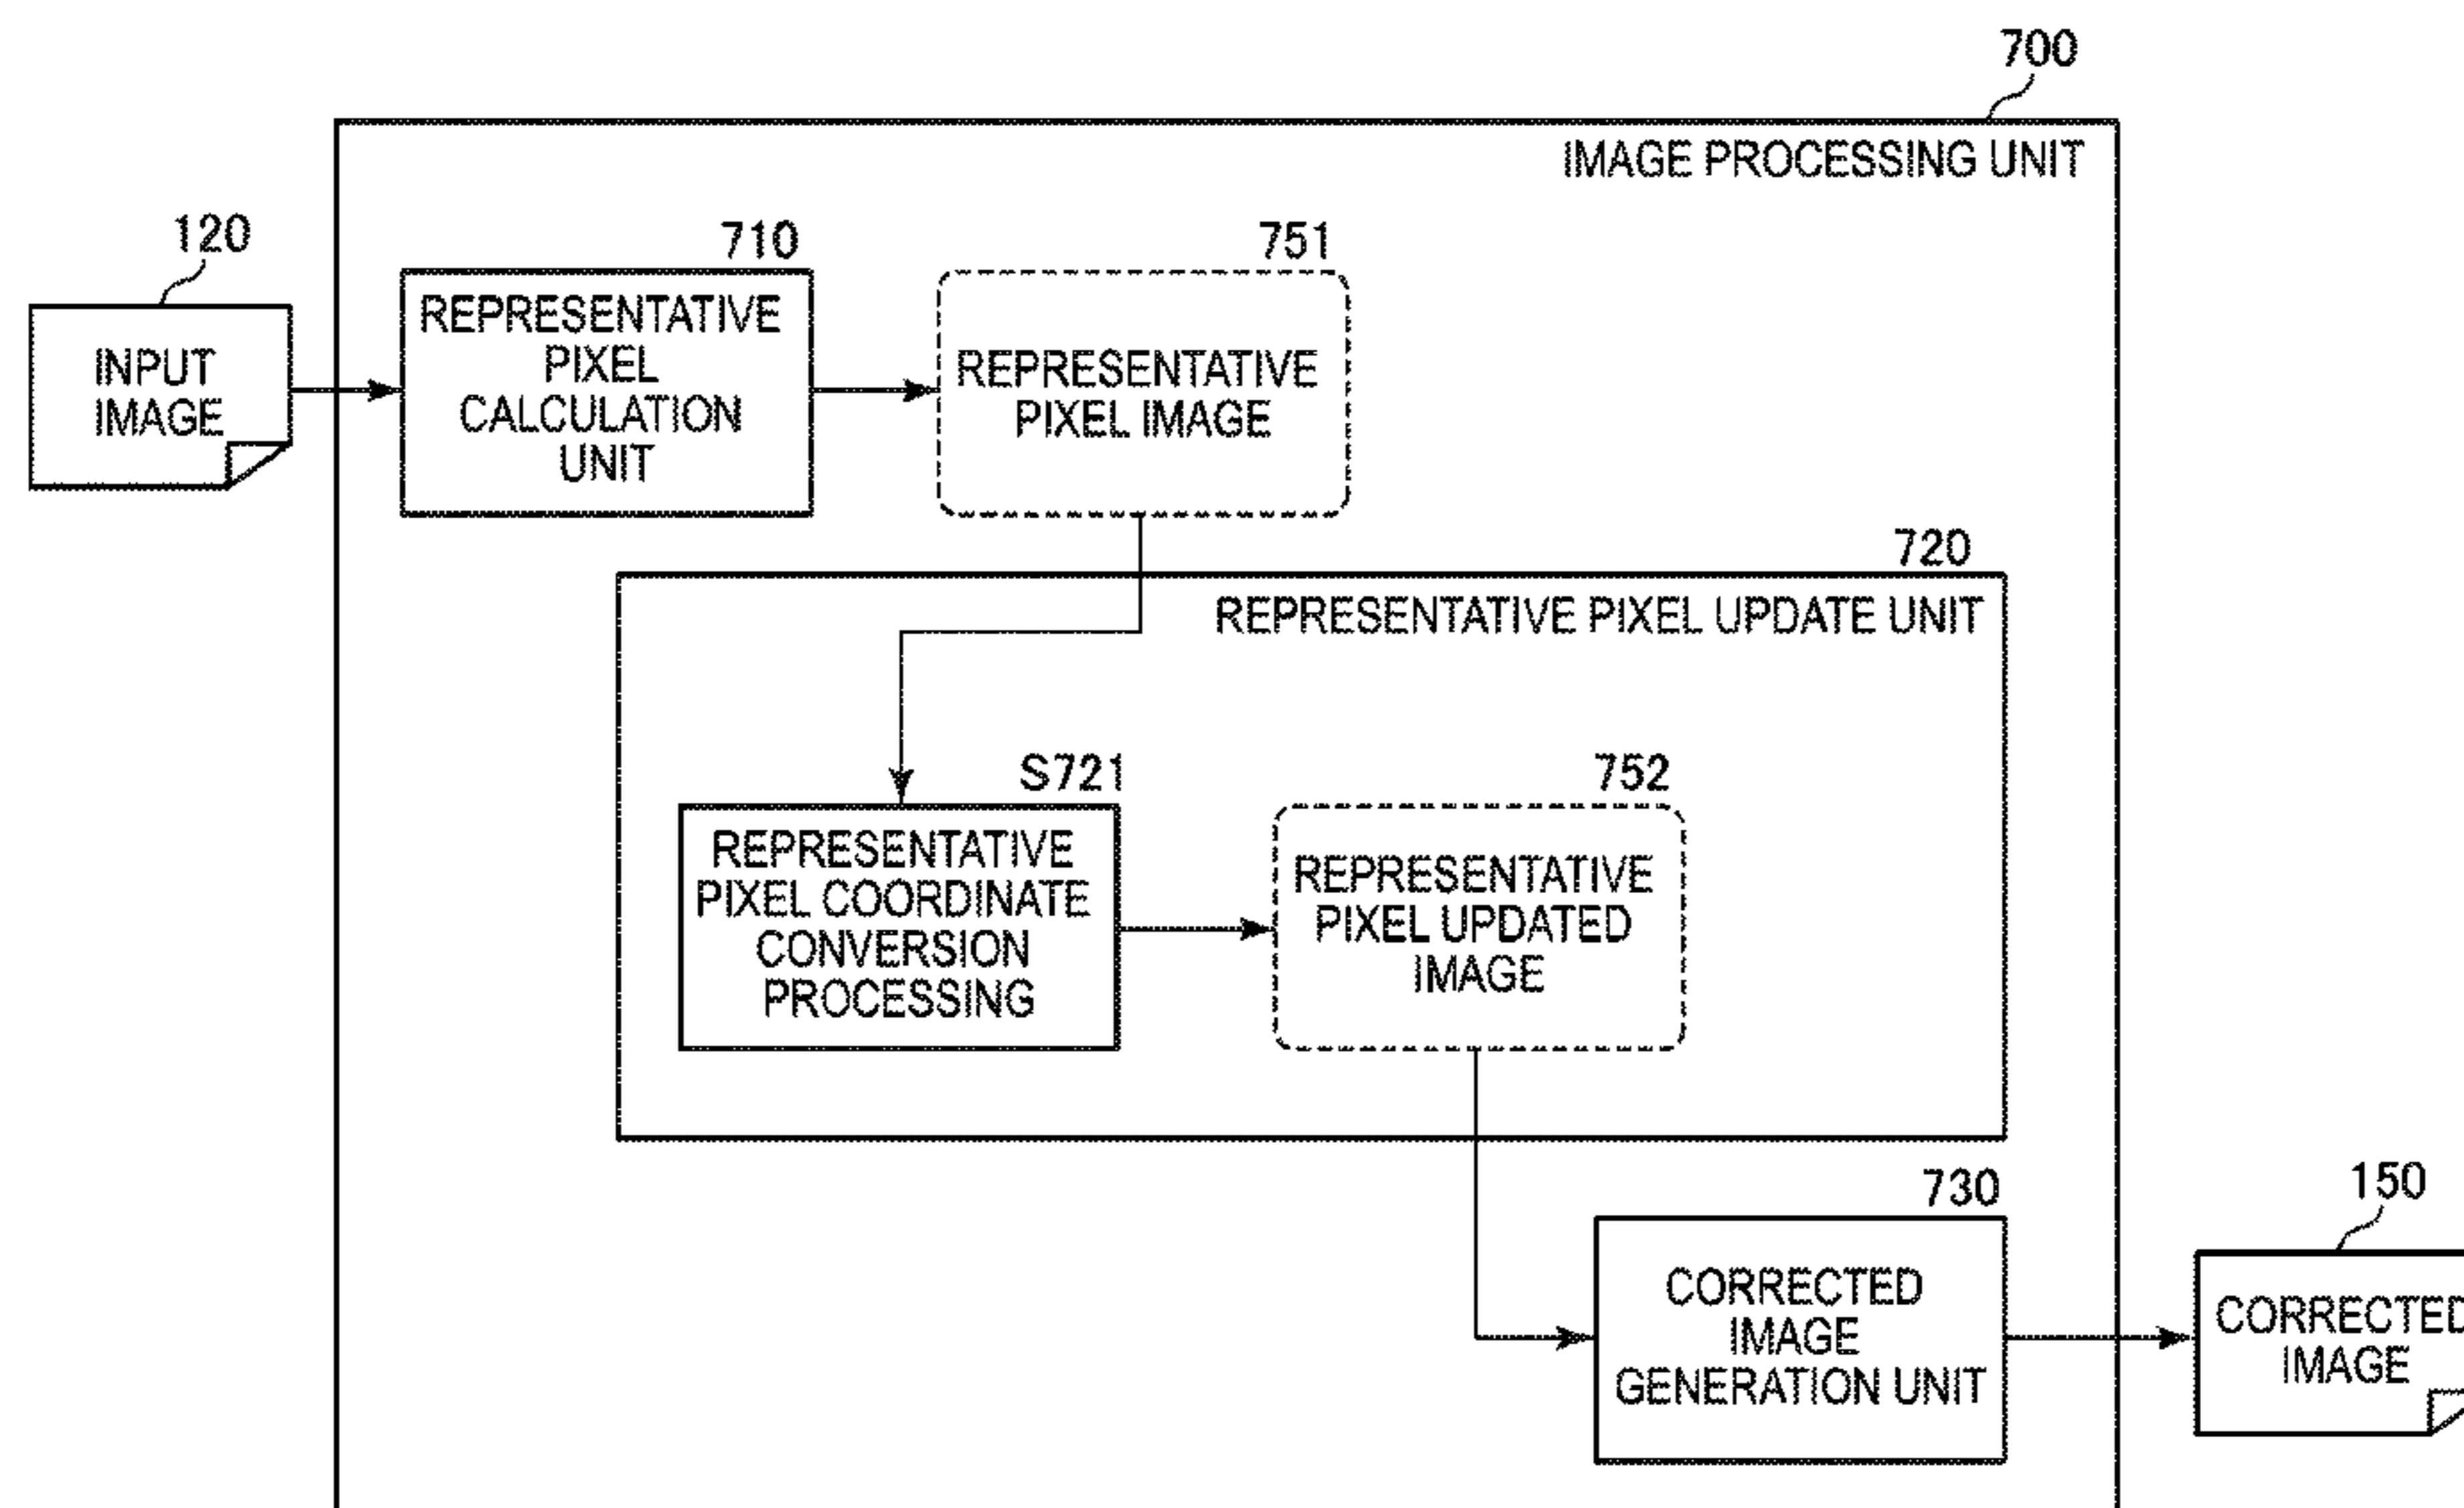 700
IMAGE PROCESSING UNIT
120
INPUT
IMAGE
710
REPRESENTATIVE
PIXEL
CALCULATION
UNIT
751
REPRESENTATIVE
PIXEL IMAGE
720
REPRESENTATIVE PIXEL UPDATE UNIT
S721
REPRESENTATIVE
PIXEL COORDINATE
CONVERSION
PROCESSING
752
REPRESENTATIVE
PIXEL UPDATED
IMAGE
730
CORRECTED
IMAGE
GENERATION UNIT
150
CORRECTED
IMAGE